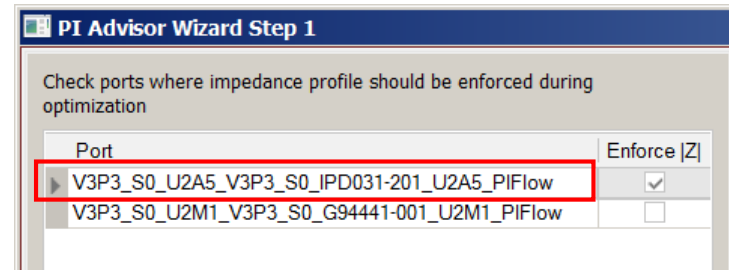 PI Advisor Wizard Step 1
Check ports where impedance profile should be enforced during
optimization
Port Enforce |Z|
V3P3_S0_U2A5_V3P3_S0_IPD031-201_U2A5_PIFlow
V3P3_S0_U2M1_V3P3_S0_G94441-001_U2M1_PIFlow